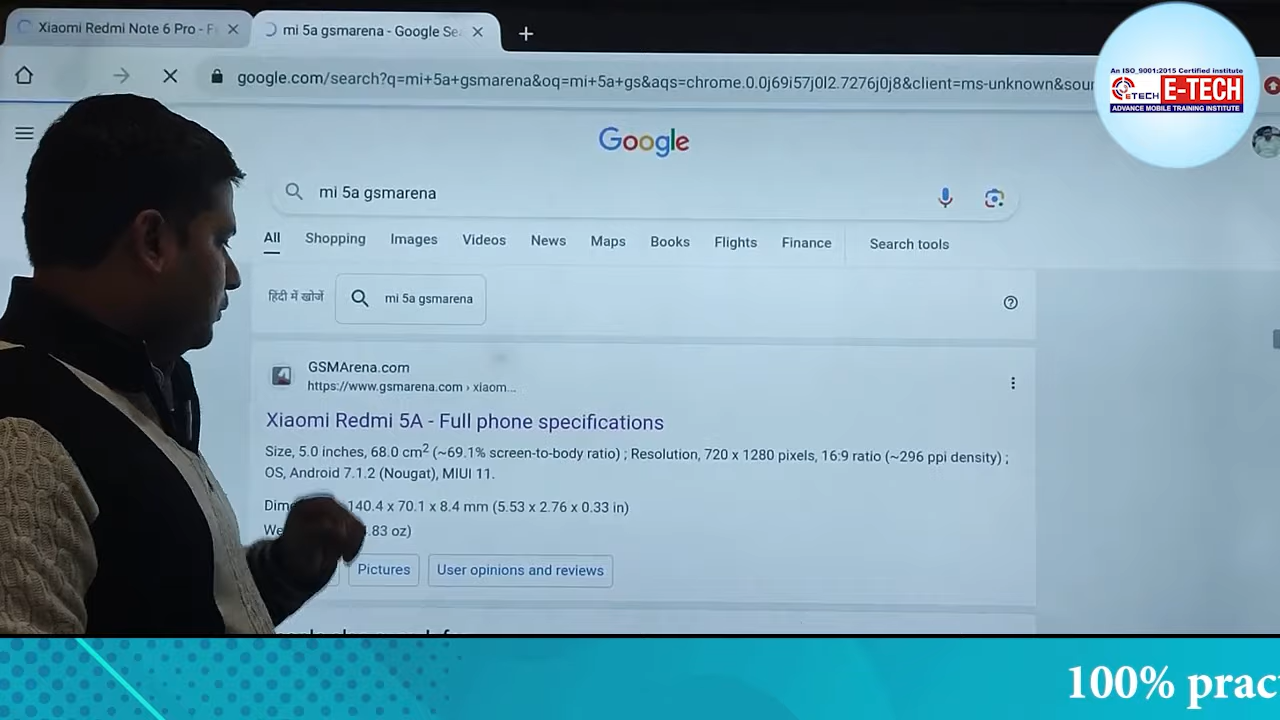 Xiaomi Redmi Note 6 Pro - F
mi 5a gsmarena - Google Se
google.com/search?q=mi+5a+gsmarena&oq=mi+5a+gs&aqs=chrome.0.0j69i57j0l2.7276j0j8&client=ms-unknown&sour
An ISO_9001:2015 Certified institute
ETECH E-TECH
ADVANCE MOBILE TRAINING INSTITUTE
Google
mi 5a gsmarena
All Shopping Images Videos News Maps Books Flights Finance Search tools
हिंदी में खोजें mi 5a gsmarena
GSMArena.com
https://www.gsmarena.com › xiaom...
Xiaomi Redmi 5A - Full phone specifications
Size, 5.0 inches, 68.0 cm2 (~69.1% screen-to-body ratio) ; Resolution, 720 x 1280 pixels, 16:9 ratio (~296 ppi density) ;
OS, Android 7.1.2 (Nougat), MIUI 11.
140.4 x 70.1 x 8.4 mm (5.53 x 2.76 x 0.33 in)
.83 oz)
Pictures User opinions and reviews
100% prac